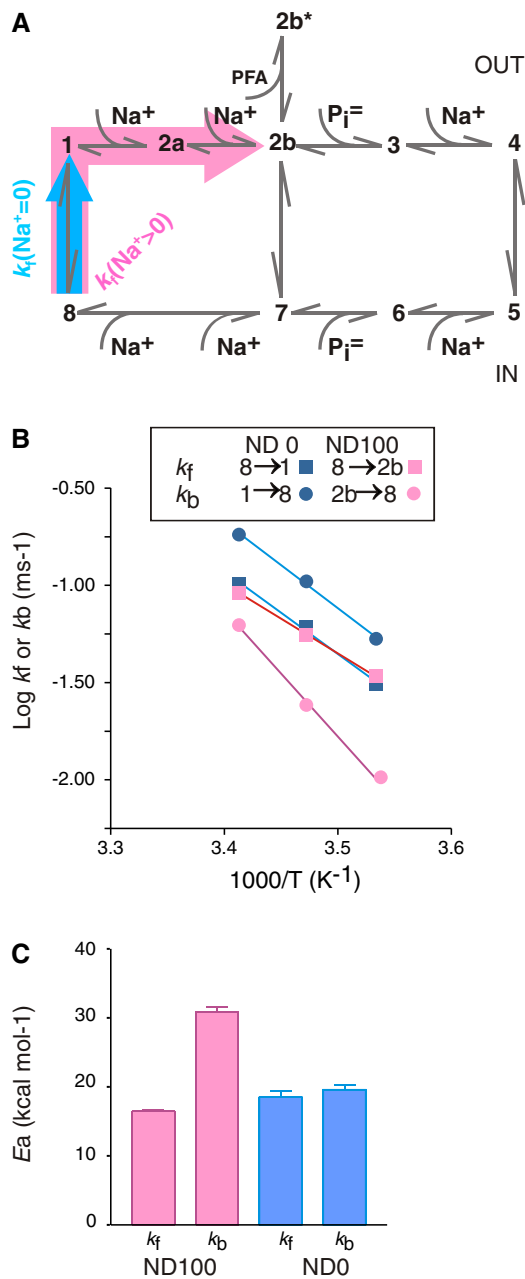 A
2b*
OUT
PFA
Na+ Na+ Pi= Na+
1 2a 2b 3 4
kf(Na+=0)
kf(Na+>0)
8 7 6 5
Na+ Na+ Pi= Na+
IN
B
ND 0 ND100
kf 8→1 8→2b
kb 1→8 2b→8
-0.50
-1.00
-1.50
-2.00
Log kf or kb (ms-1)
3.3 3.4 3.5 3.6
1000/T (K-1)
C
40
30
20
10
0
Ea (kcal mol-1)
kf kb kf kb
ND100 ND0